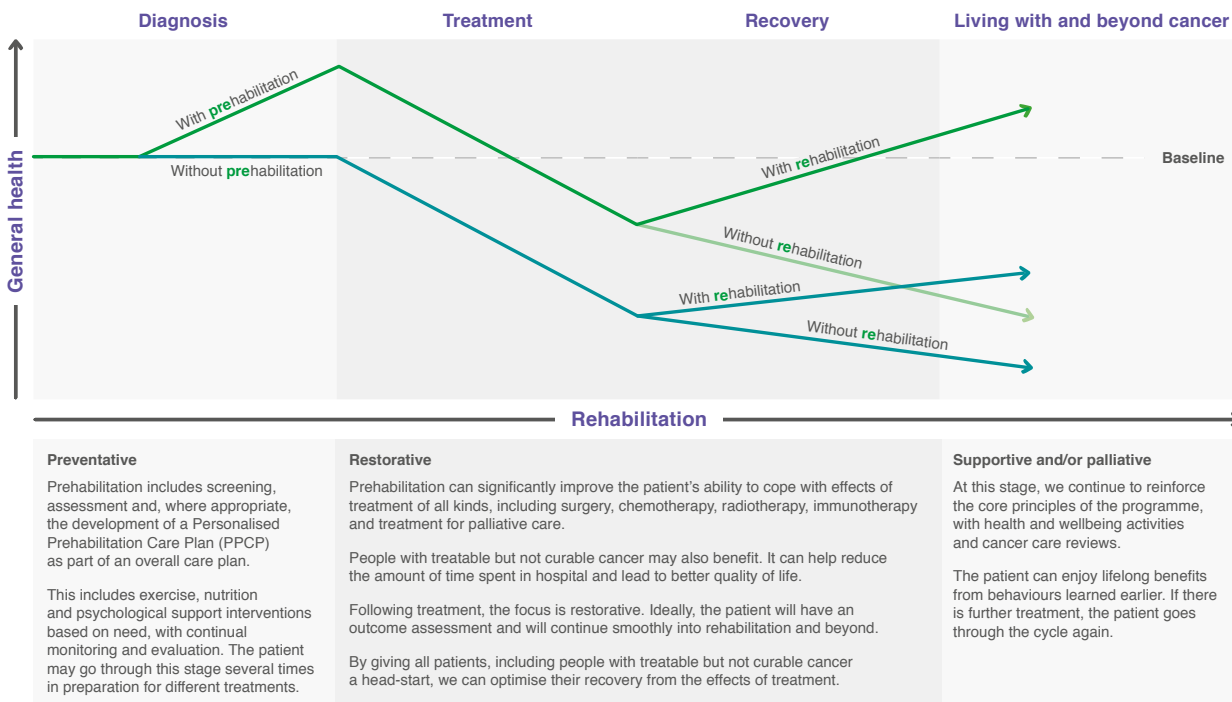 Diagnosis
Treatment
Recovery
Living with and beyond cancer
General health
With prehabilitation
Without prehabilitation
With rehabilitation
Baseline
Without rehabilitation
With rehabilitation
Without rehabilitation
Rehabilitation
Preventative
Prehabilitation includes screening,
assessment and, where appropriate,
the development of a Personalised
Prehabilitation Care Plan (PPCP)
as part of an overall care plan.
This includes exercise, nutrition
and psychological support interventions
based on need, with continual
monitoring and evaluation. The patient
may go through this stage several times
in preparation for different treatments.
Restorative
Prehabilitation can significantly improve the patient’s ability to cope with effects of
treatment of all kinds, including surgery, chemotherapy, radiotherapy, immunotherapy
and treatment for palliative care.
People with treatable but not curable cancer may also benefit. It can help reduce
the amount of time spent in hospital and lead to better quality of life.
Following treatment, the focus is restorative. Ideally, the patient will have an
outcome assessment and will continue smoothly into rehabilitation and beyond.
By giving all patients, including people with treatable but not curable cancer
a head-start, we can optimise their recovery from the effects of treatment.
Supportive and/or palliative
At this stage, we continue to reinforce
the core principles of the programme,
with health and wellbeing activities
and cancer care reviews.
The patient can enjoy lifelong benefits
from behaviours learned earlier. If there
is further treatment, the patient goes
through the cycle again.